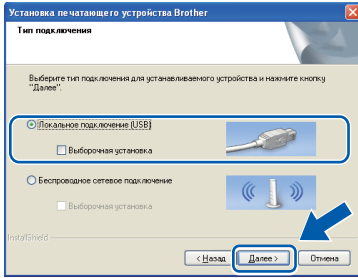 Установка печатающего устройства Brother
Тип подключения
Выберите тип подключения для устанавливаемого устройства и нажмите кнопку
"Далее".
Локальное подключение (USB)
Выборочная установка
Беспроводное сетевое подключение
Выборочная установка
InstallShield
< Назад
Далее >
Отмена